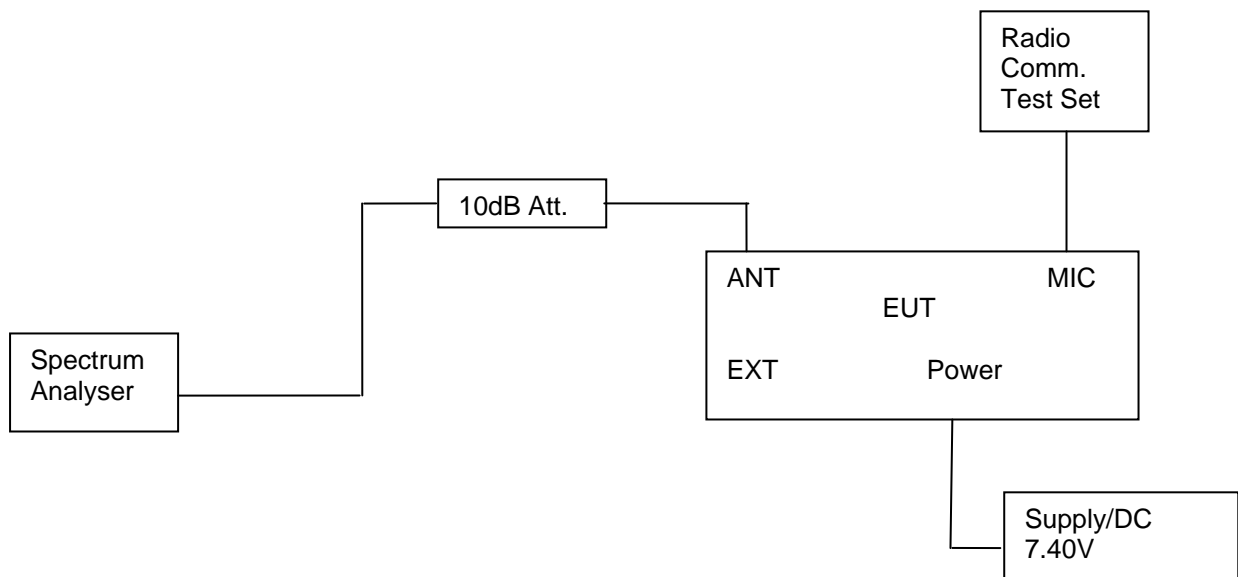 Radio
Comm.
Test Set
10dB Att.
ANT
MIC
EUT
Spectrum
Analyser
EXT
Power
Supply/DC
7.40V